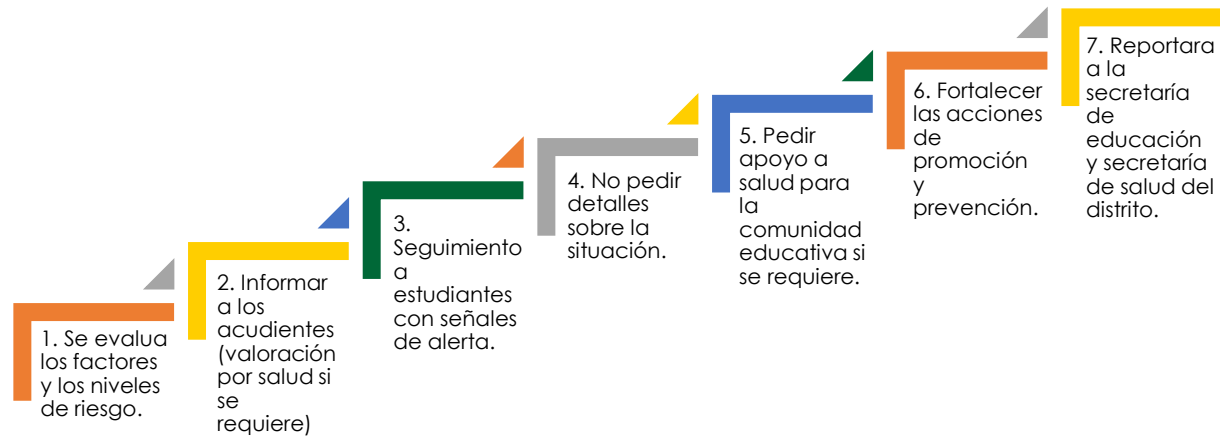 1. Se evalua
los factores
y los niveles
de riesgo.
2. Informar
a los
acudientes
(valoración
por salud si
se
requiere)
3.
Seguimiento
a
estudiantes
con señales
de alerta.
4. No pedir
detalles
sobre la
situación.
5. Pedir
apoyo a
salud para
la
comunidad
educativa si
se requiere.
6. Fortalecer
las acciones
de
promoción
y
prevención.
7. Reportara
a la
secretaría
de
educación
y secretaría
de salud del
distrito.